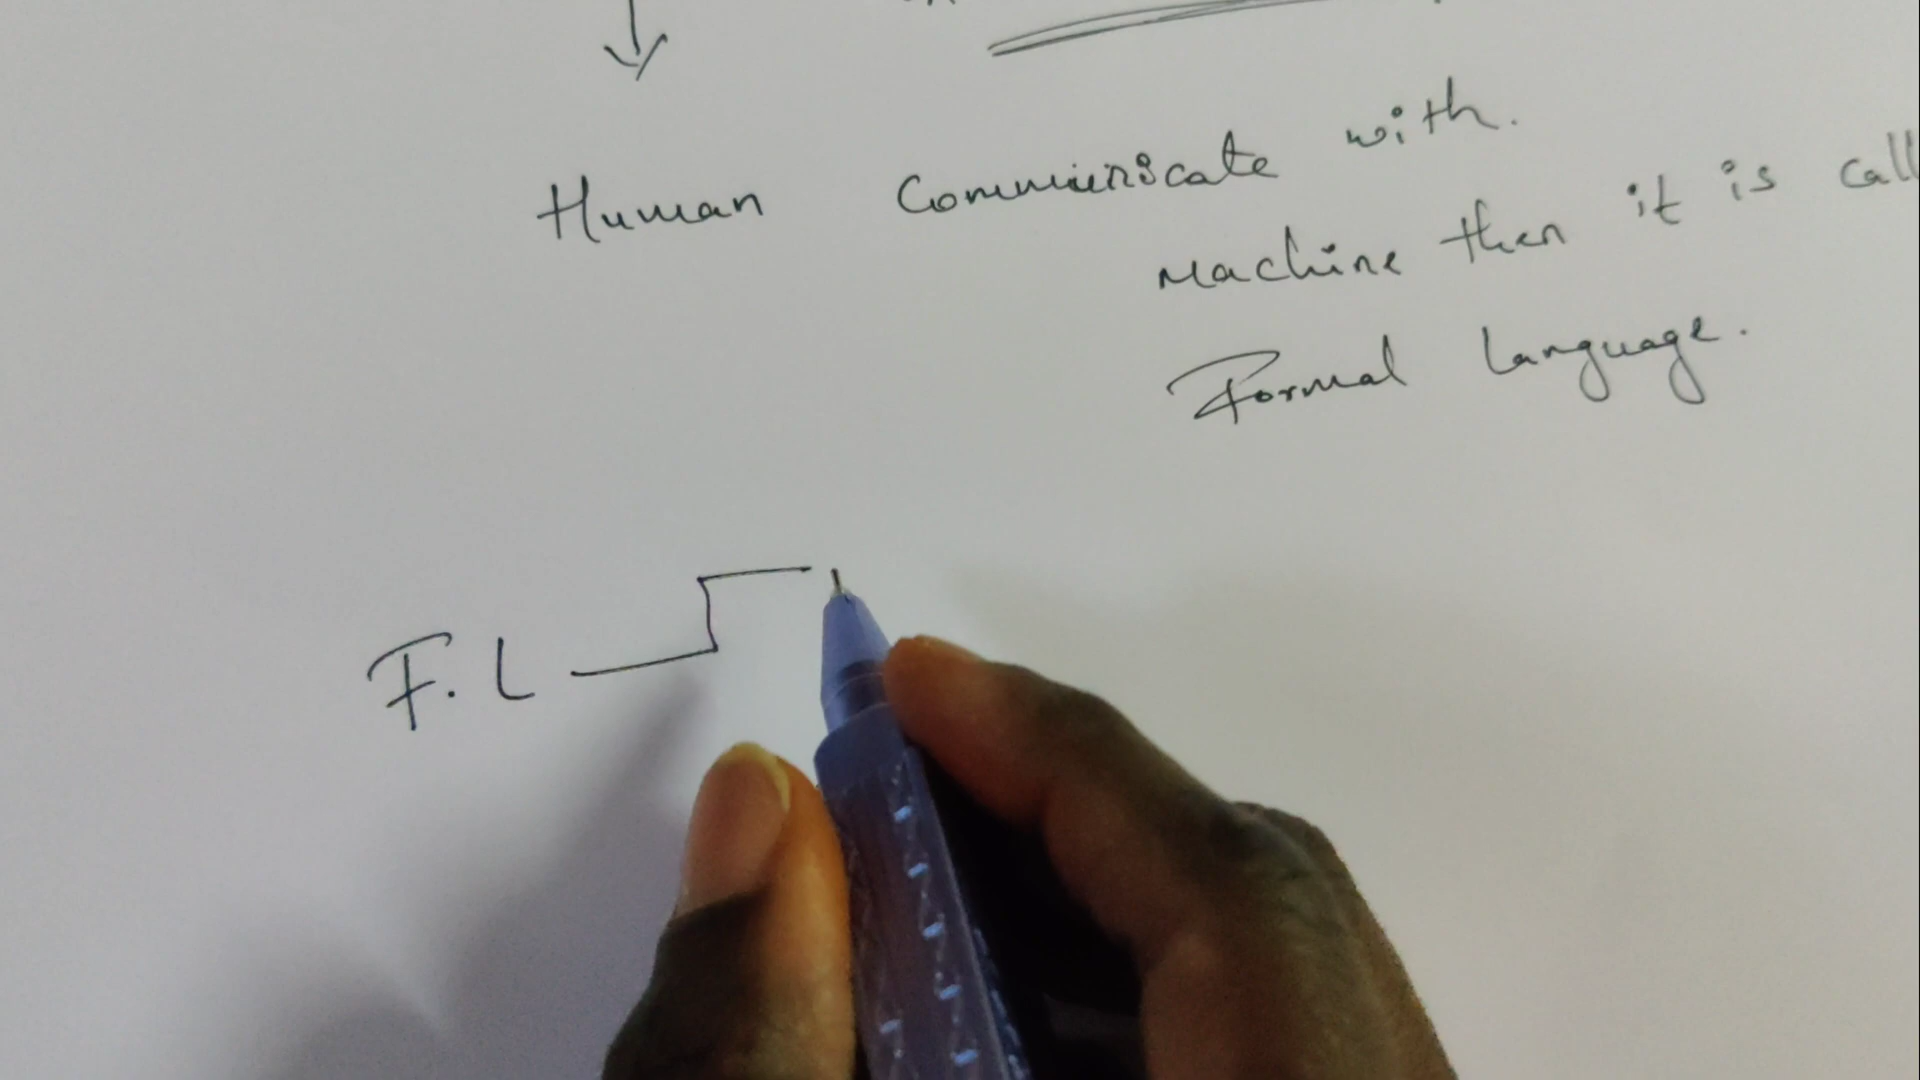 Human Communicate with.
machine then it is call
Formal language.
F.L